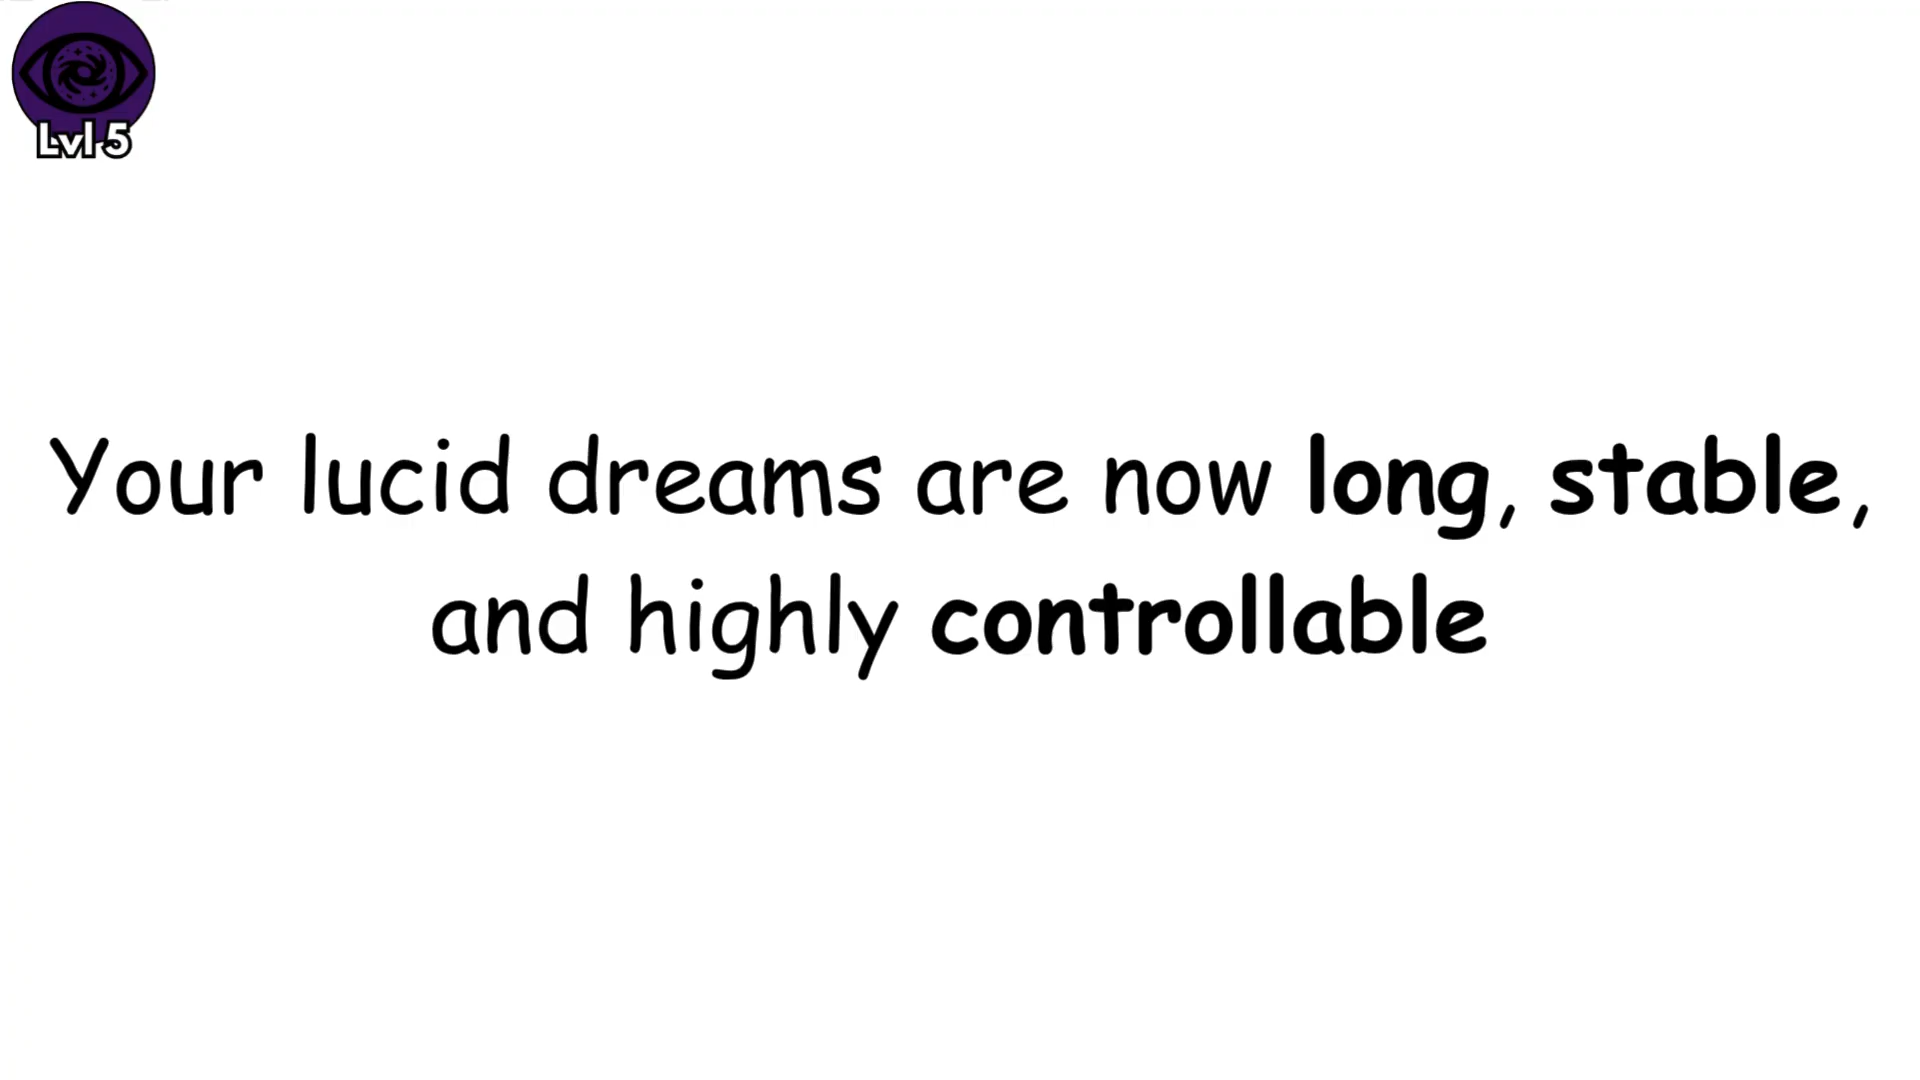 Lvl 5
Your lucid dreams are now long, stable,
and highly controllable